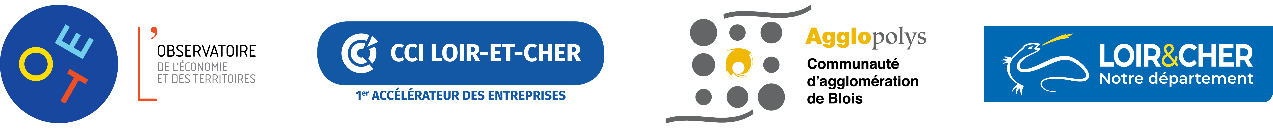 OET
L'OBSERVATOIRE
DE L'ÉCONOMIE
ET DES TERRITOIRES
CCI LOIR-ET-CHER
1er ACCÉLÉRATEUR DES ENTREPRISES
Agglopolys
Communauté
d'agglomération
de Blois
LOIR&CHER
Notre département